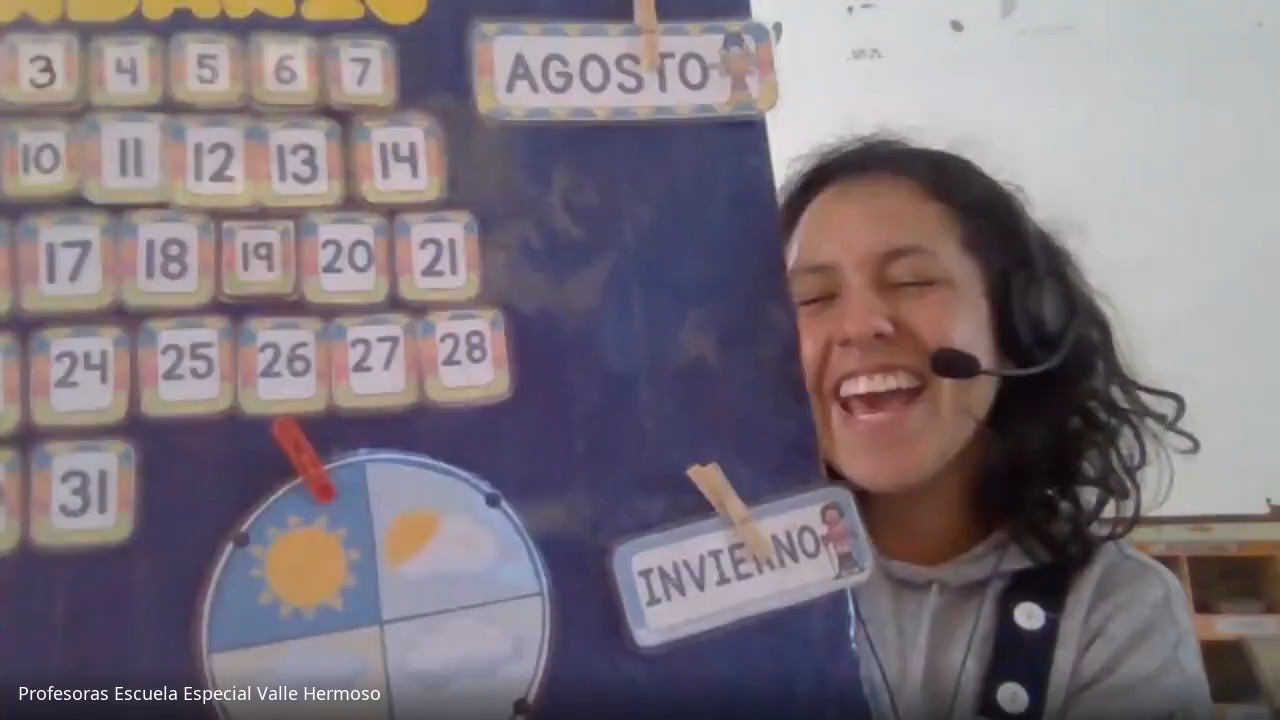 AGOSTO
3 4 5 6 7
10 11 12 13 14
17 18 19 20 21
24 25 26 27 28
31
INVIERNO
Profesoras Escuela Especial Valle Hermoso